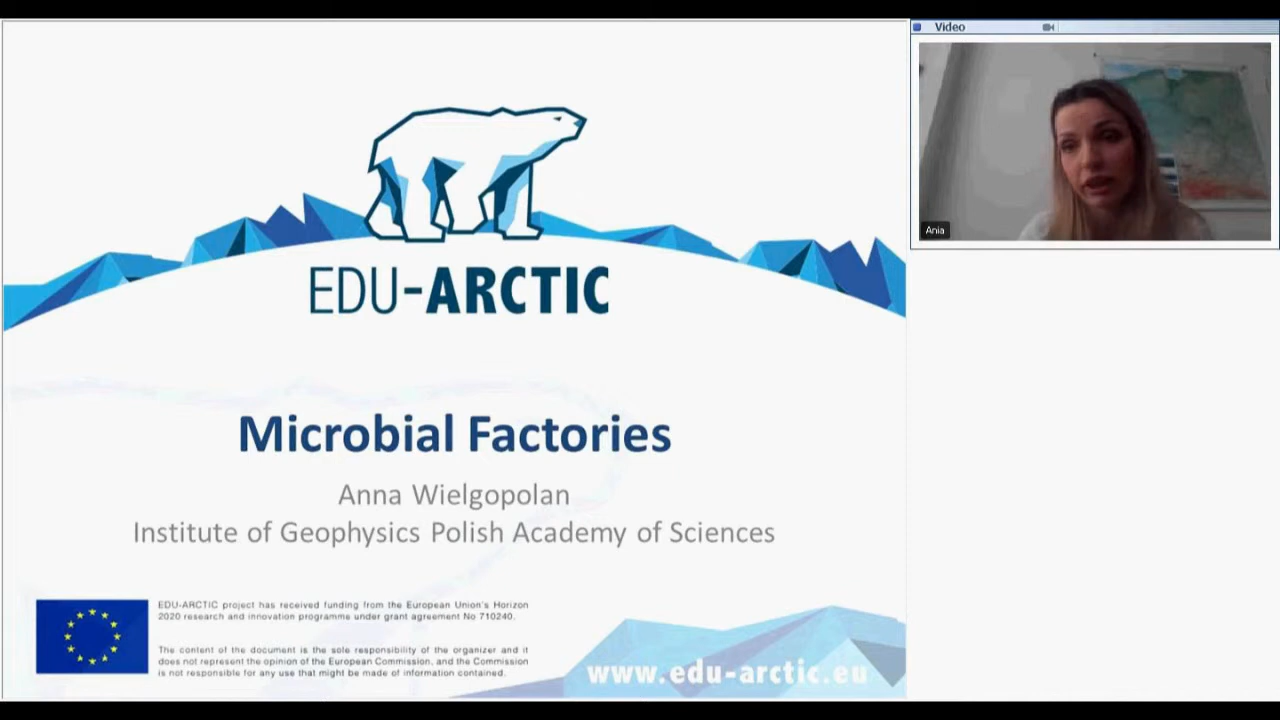 Video
Ania
EDU-ARCTIC
Microbial Factories
Anna Wielgopolan
Institute of Geophysics Polish Academy of Sciences
EDU-ARCTIC project has received funding from the European Union's Horizon
2020 research and innovation programme under grant agreement No 710240.
The content of the document is the sole responsibility of the organizer and it
does not represent the opinion of the European Commission, and the Commission
is not responsible for any use that might be made of information contained.
www.edu-arctic.eu